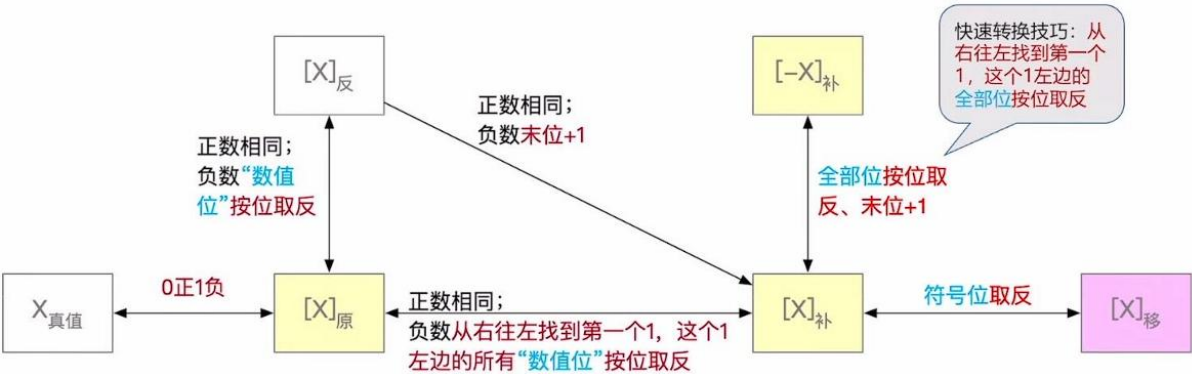 [X]反
[-X]补
快速转换技巧：从
右往左找到第一个
1，这个1左边的
全部位按位取反
正数相同；
负数末位+1
正数相同；
负数“数值
位”按位取反
全部位按位取
反、末位+1
X真值
0正1负
[X]原
正数相同；
负数从右往左找到第一个1，这个1
左边的所有“数值位”按位取反
[X]补
符号位取反
[X]移